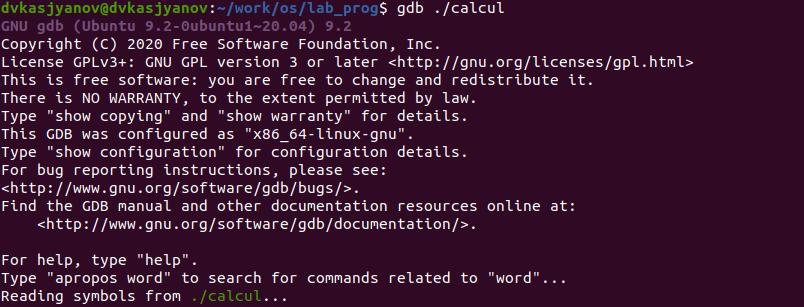 dvkasjyanov@dvkasjyanov:~/work/os/lab_prog$ gdb ./calcul
GNU gdb (Ubuntu 9.2-0ubuntu1~20.04) 9.2
Copyright (C) 2020 Free Software Foundation, Inc.
License GPLv3+: GNU GPL version 3 or later <http://gnu.org/licenses/gpl.html>
This is free software: you are free to change and redistribute it.
There is NO WARRANTY, to the extent permitted by law.
Type "show copying" and "show warranty" for details.
This GDB was configured as "x86_64-linux-gnu".
Type "show configuration" for configuration details.
For bug reporting instructions, please see:
<http://www.gnu.org/software/gdb/bugs/>.
Find the GDB manual and other documentation resources online at:
    <http://www.gnu.org/software/gdb/documentation/>.

For help, type "help".
Type "apropos word" to search for commands related to "word"...
Reading symbols from ./calcul...